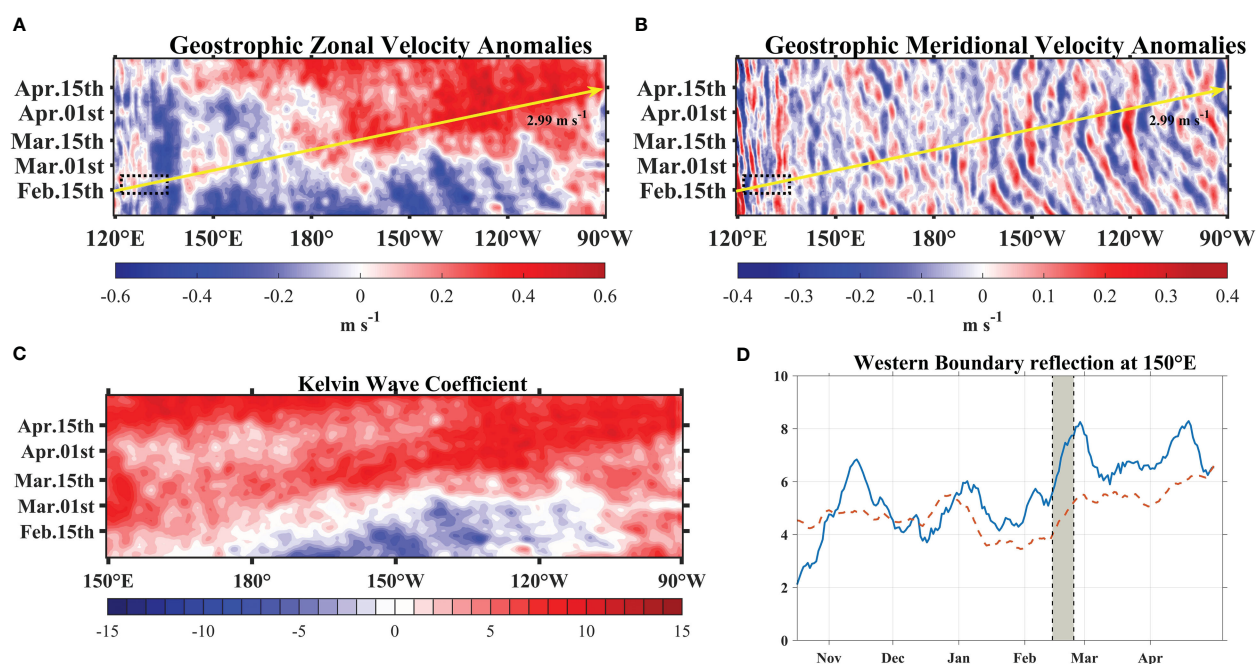 A
Geostrophic Zonal Velocity Anomalies
Apr.15th
Apr.01st
Mar.15th
Mar.01st
Feb.15th
2.99 m s-1
120°E 150°E 180° 150°W 120°W 90°W
-0.6 -0.4 -0.2 0 0.2 0.4 0.6
m s-1
B
Geostrophic Meridional Velocity Anomalies
Apr.15th
Apr.01st
Mar.15th
Mar.01st
Feb.15th
2.99 m s-1
120°E 150°E 180° 150°W 120°W 90°W
-0.4 -0.3 -0.2 -0.1 0 0.1 0.2 0.3 0.4
m s-1
C
Kelvin Wave Coefficient
Apr.15th
Apr.01st
Mar.15th
Mar.01st
Feb.15th
150°E 180° 150°W 120°W 90°W
-15 -10 -5 0 5 10 15
D
Western Boundary reflection at 150°E
10
8
6
4
2
0
Nov Dec Jan Feb Mar Apr